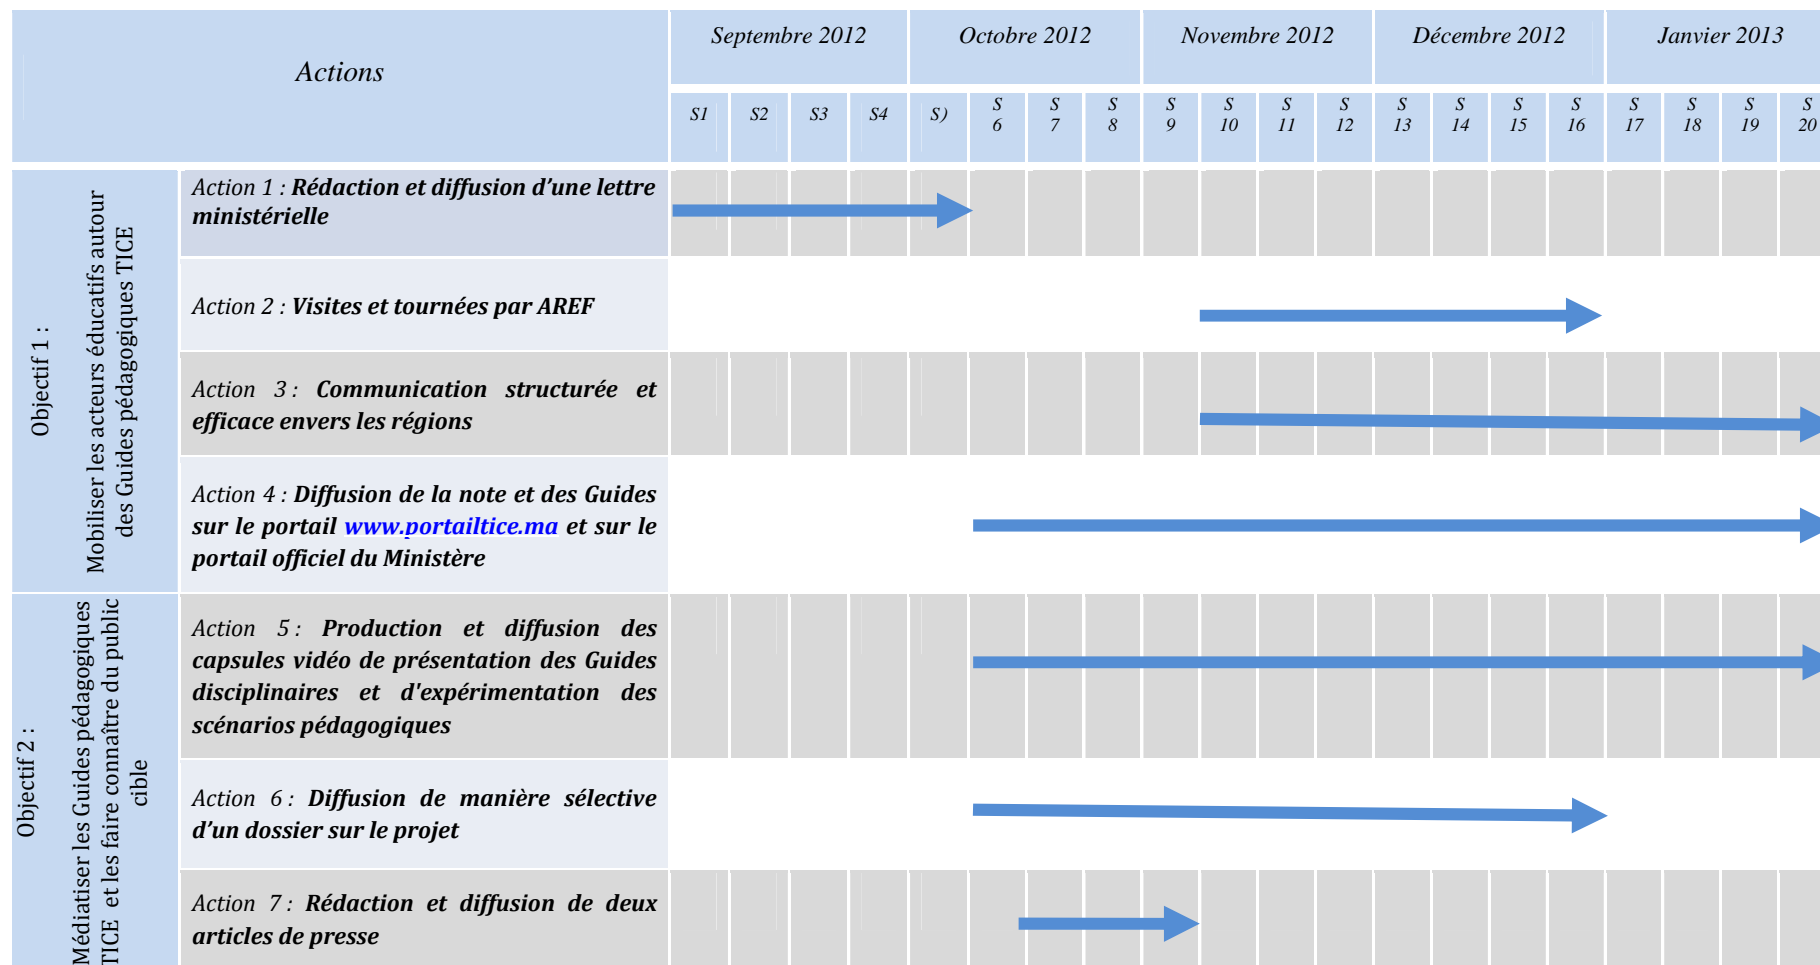 Actions
Septembre 2012
Octobre 2012
Novembre 2012
Décembre 2012
Janvier 2013
S1
S2
S3
S4
S)
S
6
S
7
S
8
S
9
S
10
S
11
S
12
S
13
S
14
S
15
S
16
S
17
S
18
S
19
S
20
Objectif 1 :
Mobiliser les acteurs éducatifs autour
des Guides pédagogiques TICE
Action 1 : Rédaction et diffusion d’une lettre
ministérielle
Action 2 : Visites et tournées par AREF
Action 3 : Communication structurée et
efficace envers les régions
Action 4 : Diffusion de la note et des Guides
sur le portail www.portailtice.ma et sur le
portail officiel du Ministère
Objectif 2 :
Médiatiser les Guides pédagogiques
TICE et les faire connaître du public
cible
Action 5 : Production et diffusion des
capsules vidéo de présentation des Guides
disciplinaires et d'expérimentation des
scénarios pédagogiques
Action 6 : Diffusion de manière sélective
d’un dossier sur le projet
Action 7 : Rédaction et diffusion de deux
articles de presse